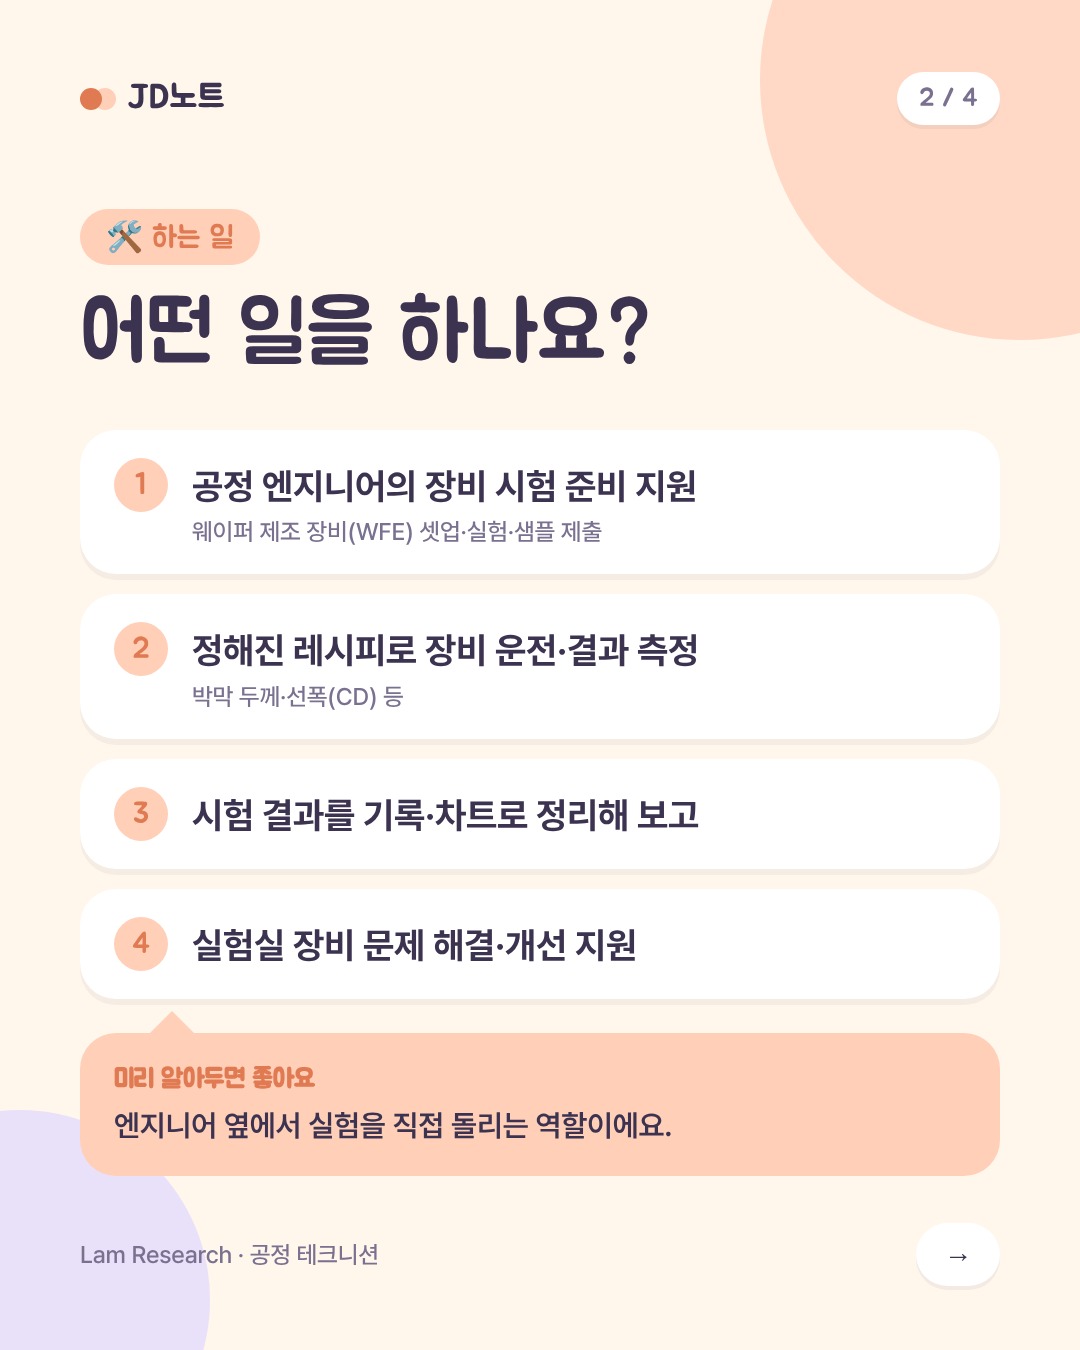 JD노트
2 / 4
🛠️ 하는 일
어떤 일을 하나요?
1
공정 엔지니어의 장비 시험 준비 지원
웨이퍼 제조 장비(WFE) 셋업·실험·샘플 제출
2
정해진 레시피로 장비 운전·결과 측정
박막 두께·선폭(CD) 등
3
시험 결과를 기록·차트로 정리해 보고
4
실험실 장비 문제 해결·개선 지원
미리 알아두면 좋아요
엔지니어 옆에서 실험을 직접 돌리는 역할이에요.
Lam Research · 공정 테크니션
→